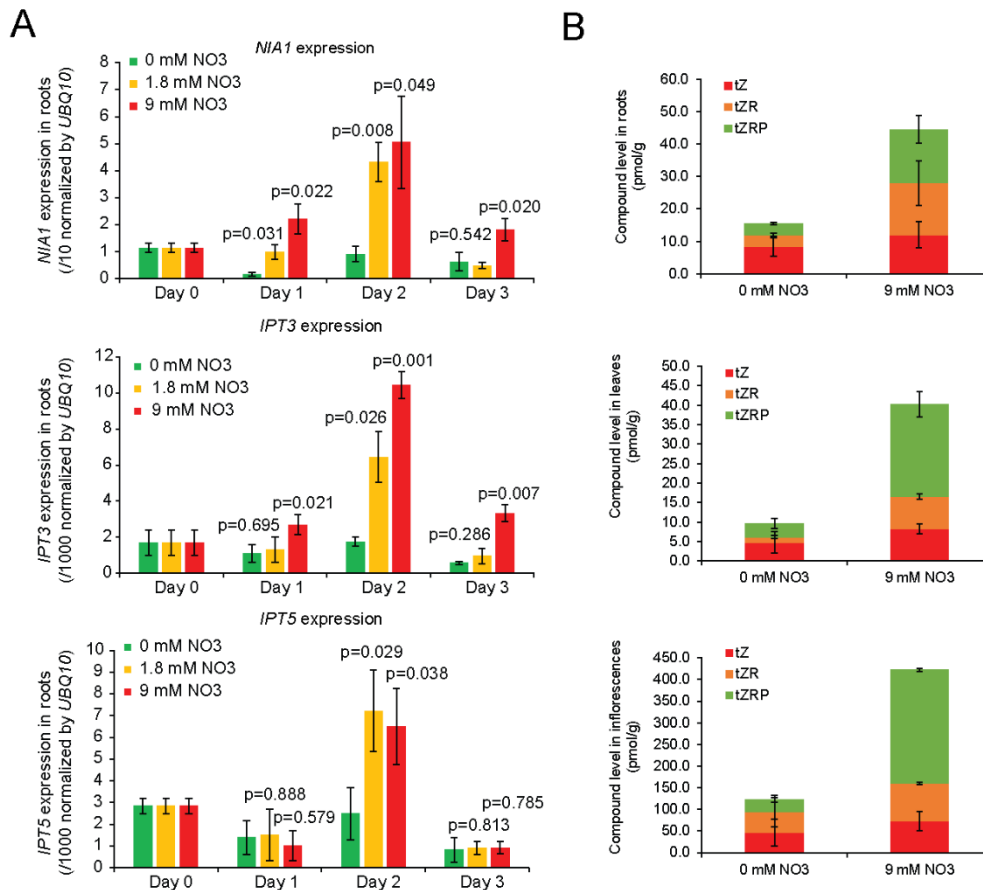 A
NIA1 expression
NIA1 expression in roots
(/10 normalized by UBQ10)
8
7
6
5
4
3
2
1
0
0 mM NO3
1.8 mM NO3
9 mM NO3
p=0.031
p=0.022
p=0.008
p=0.049
p=0.542
p=0.020
Day 0
Day 1
Day 2
Day 3
IPT3 expression
IPT3 expression in roots
(/1000 normalized by UBQ10)
12
10
8
6
4
2
0
0 mM NO3
1.8 mM NO3
9 mM NO3
p=0.695
p=0.021
p=0.026
p=0.001
p=0.286
p=0.007
Day 0
Day 1
Day 2
Day 3
IPT5 expression
IPT5 expression in roots
(/1000 normalized by UBQ10)
10
9
8
7
6
5
4
3
2
1
0
0 mM NO3
1.8 mM NO3
9 mM NO3
p=0.888
p=0.579
p=0.029
p=0.038
p=0.813
p=0.785
Day 0
Day 1
Day 2
Day 3
B
Compound level in roots
(pmol/g)
60.0
50.0
40.0
30.0
20.0
10.0
0.0
tZ
tZR
tZRP
0 mM NO3
9 mM NO3
Compound level in leaves
(pmol/g)
50.0
45.0
40.0
35.0
30.0
25.0
20.0
15.0
10.0
5.0
0.0
tZ
tZR
tZRP
0 mM NO3
9 mM NO3
Compound level in inflorescences
(pmol/g)
450.0
400.0
350.0
300.0
250.0
200.0
150.0
100.0
50.0
0.0
tZ
tZR
tZRP
0 mM NO3
9 mM NO3